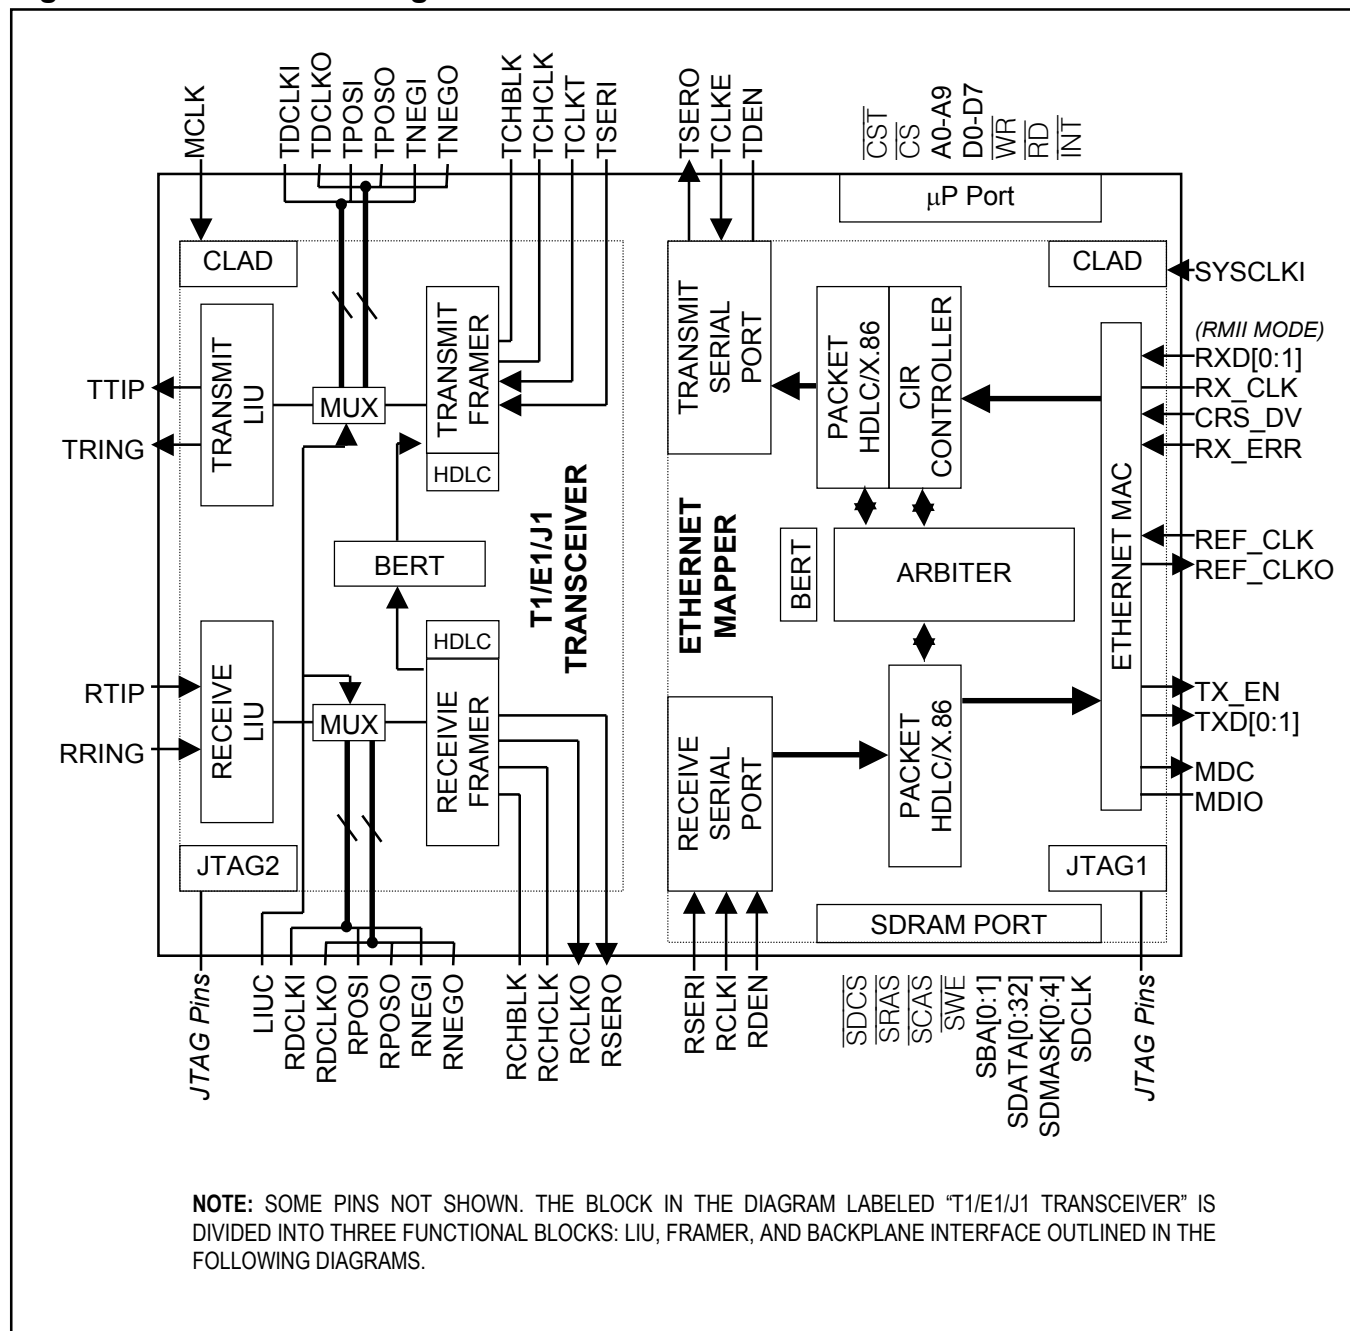 MCLK
TDCLKI
TDCLKO
TPOSI
TPOSO
TNEGI
TNEGO
TCHBLK
TCHCLK
TCLKT
TSERI
TSERO
TCLKE
TDEN
CST
CS
A0-A9
D0-D7
WR
RD
INT
μP Port
CLAD
CLAD
SYSCLKI
TRANSMIT
LIU
MUX
TRANSMIT
FRAMER
HDLC
TRANSMIT
SERIAL
PORT
PACKET
HDLC/X.86
CIR
CONTROLLER
(RMII MODE)
RXD[0:1]
RX_CLK
CRS_DV
RX_ERR
TTIP
TRING
T1/E1/J1
TRANSCEIVER
ETHERNET
MAPPER
BERT
BERT
ARBITER
ETHERNET MAC
REF_CLK
REF_CLKO
HDLC
RTIP
RRING
RECEIVE
LIU
MUX
RECEIVIE
FRAMER
RECEIVE
SERIAL
PORT
PACKET
HDLC/X.86
TX_EN
TXD[0:1]
MDC
MDIO
JTAG2
JTAG1
SDRAM PORT
JTAG Pins
LIUC
RDCLKI
RDCLKO
RPOSI
RPOSO
RNEGI
RNEGO
RCHBLK
RCHCLK
RCLKO
RSERO
RSERI
RCLKI
RDEN
SDCS
SRAS
SCAS
SWE
SBA[0:1]
SDATA[0:32]
SDMASK[0:4]
SDCLK
JTAG Pins
NOTE: SOME PINS NOT SHOWN. THE BLOCK IN THE DIAGRAM LABELED “T1/E1/J1 TRANSCEIVER” IS
DIVIDED INTO THREE FUNCTIONAL BLOCKS: LIU, FRAMER, AND BACKPLANE INTERFACE OUTLINED IN THE
FOLLOWING DIAGRAMS.